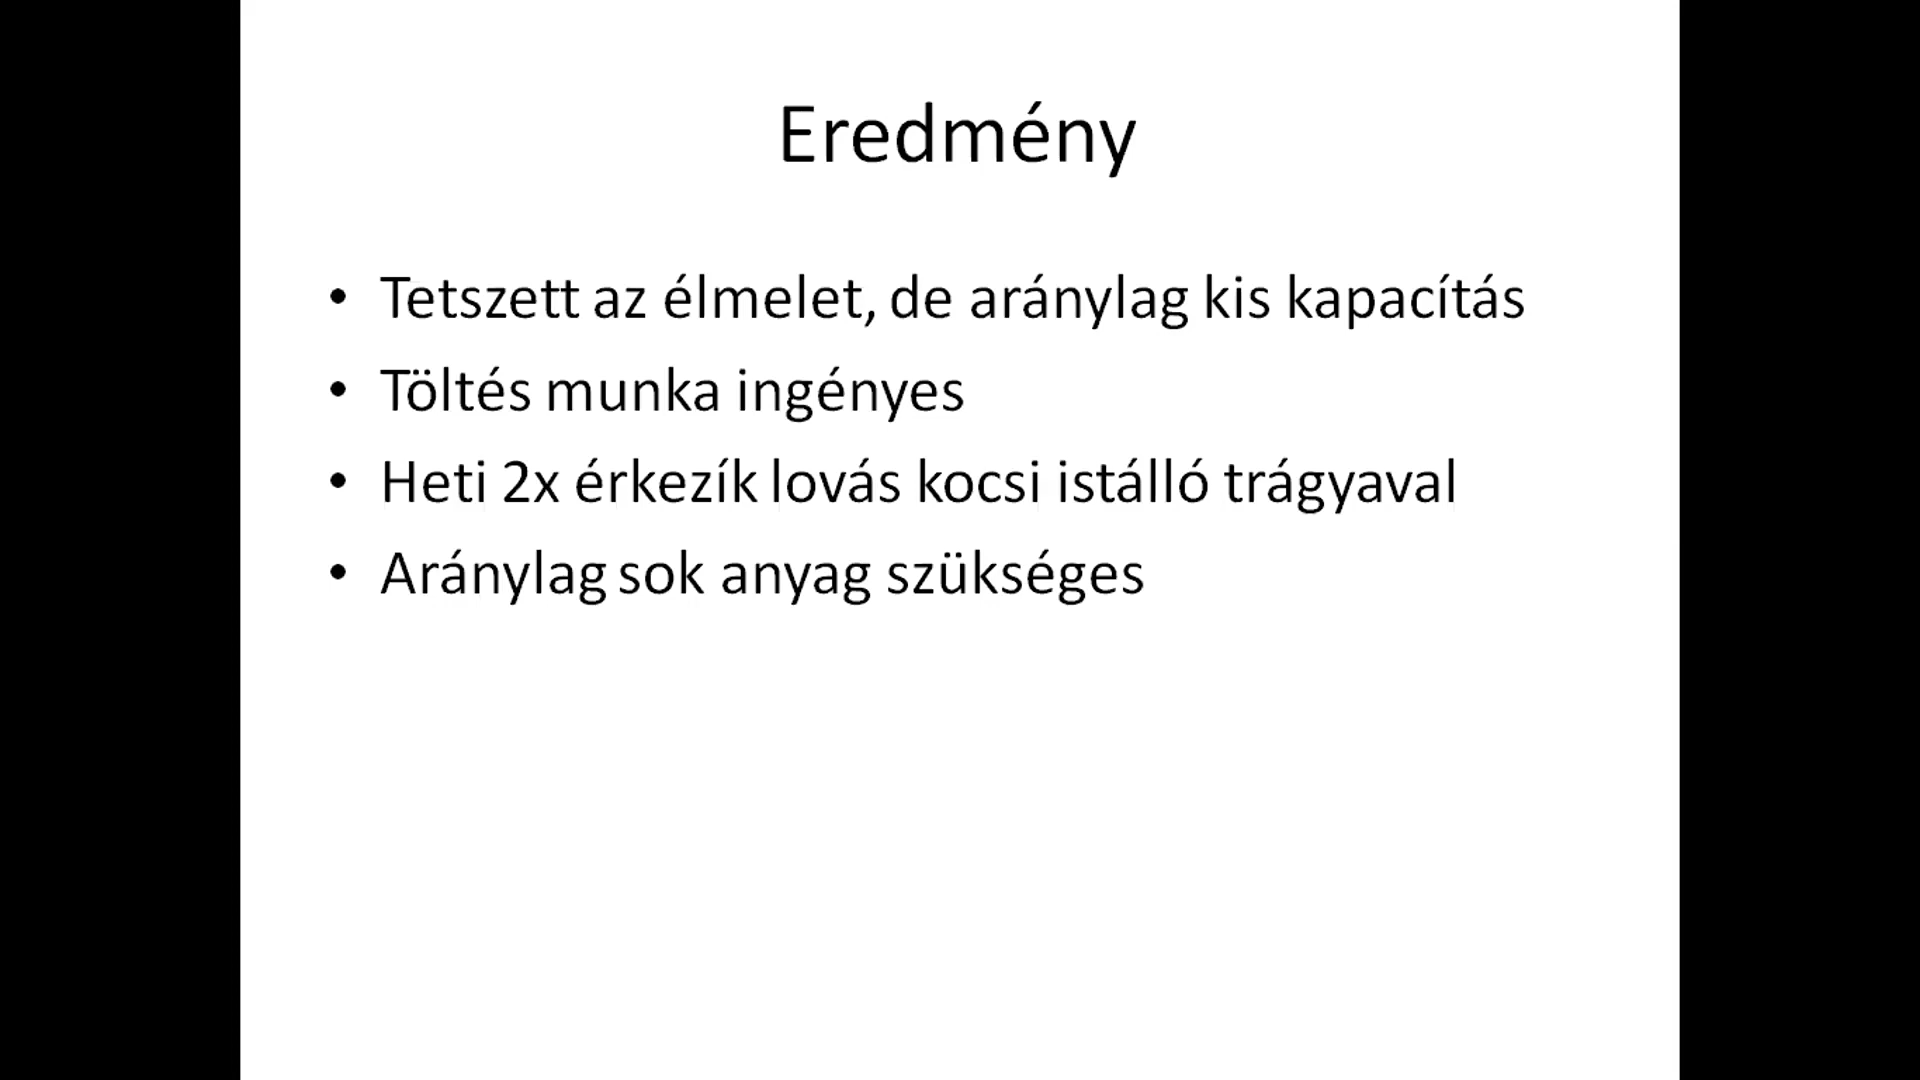 Eredmény
• Tetszett az élmelet, de aránylag kis kapacítás
• Töltés munka ingényes
• Heti 2x érkezík lovás kocsi istálló trágyaval
• Aránylag sok anyag szükséges